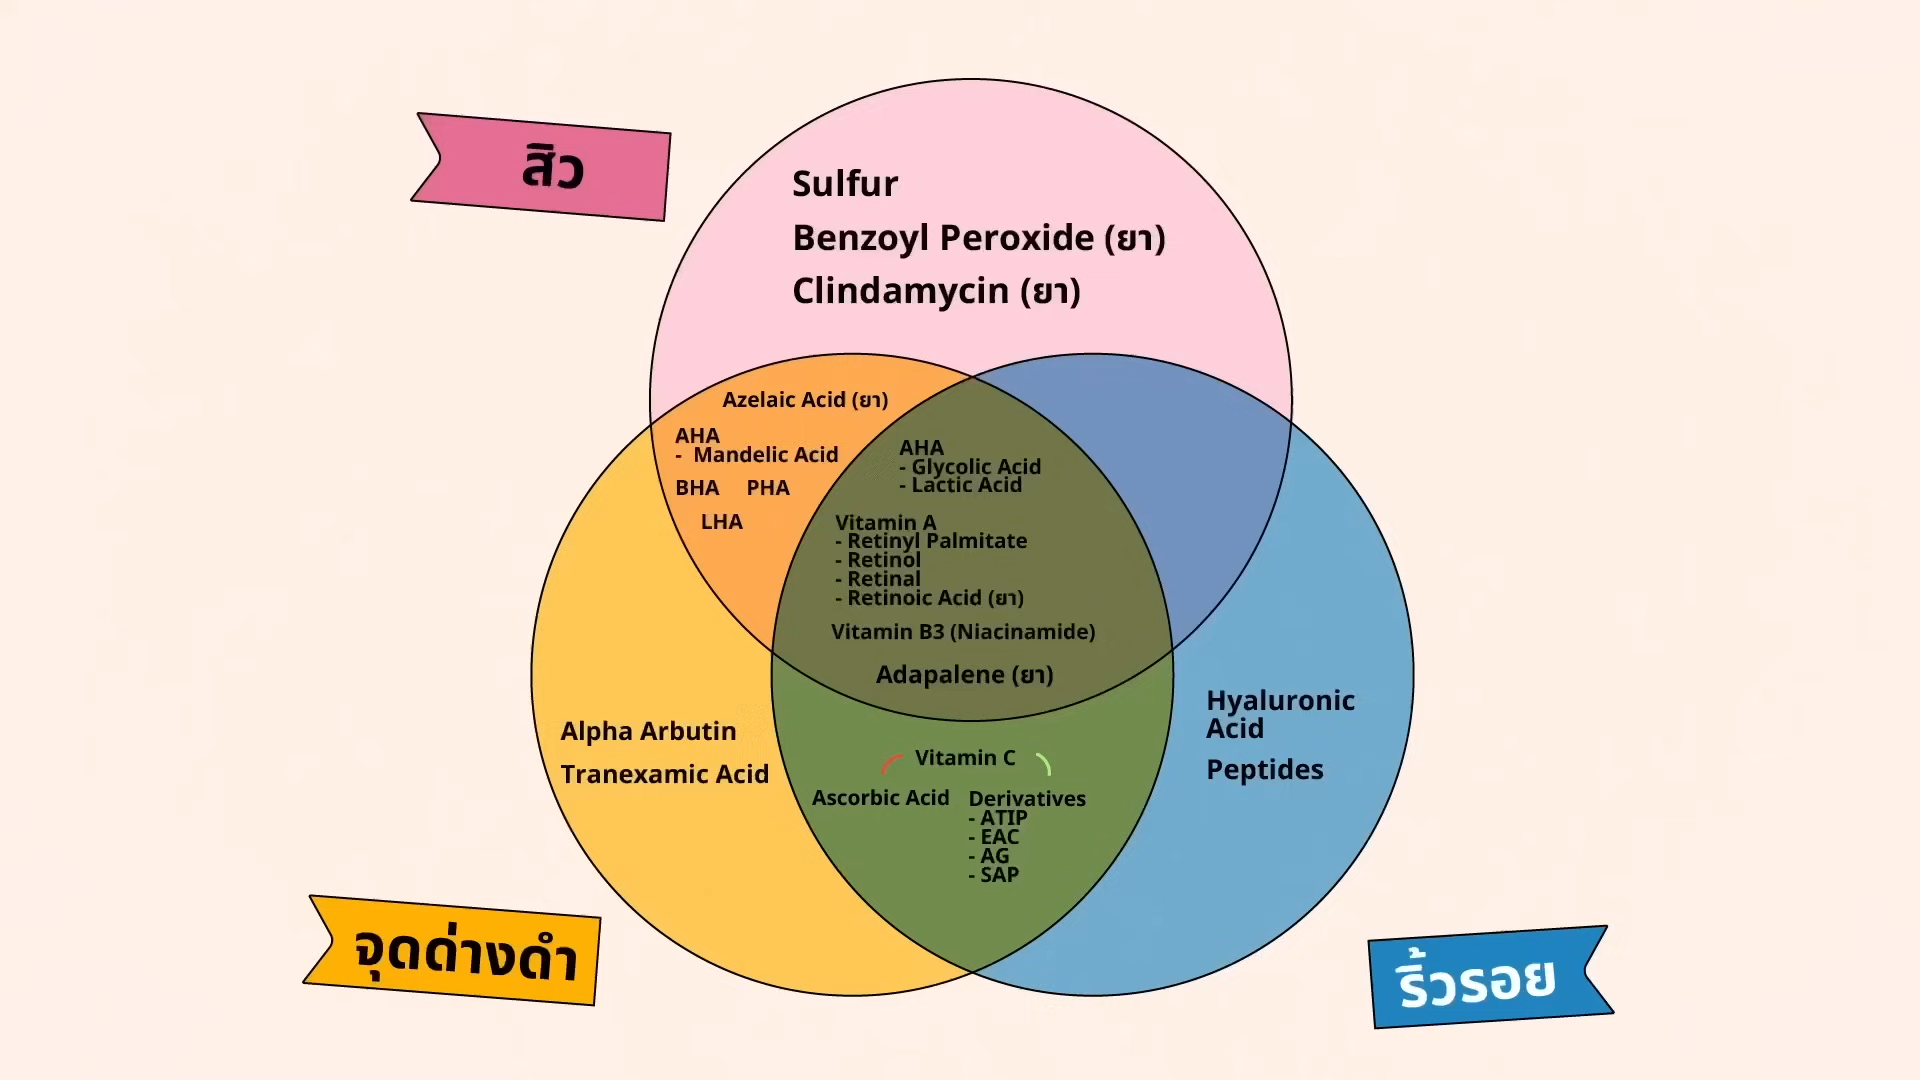 สิว
Sulfur
Benzoyl Peroxide (ยา)
Clindamycin (ยา)
Azelaic Acid (ยา)
AHA
- Mandelic Acid
BHA PHA
LHA
AHA
- Glycolic Acid
- Lactic Acid
Vitamin A
- Retinyl Palmitate
- Retinol
- Retinal
- Retinoic Acid (ยา)
Vitamin B3 (Niacinamide)
Adapalene (ยา)
Alpha Arbutin
Tranexamic Acid
Vitamin C
Ascorbic Acid
Derivatives
- ATIP
- EAC
- AG
- SAP
Hyaluronic
Acid
Peptides
จุดด่างดำ
ริ้วรอย